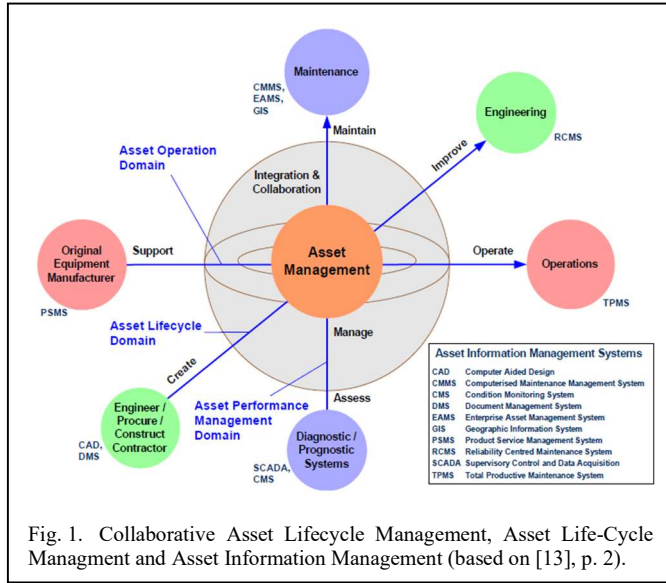 Maintenance
CMMS,
EAMS,
GIS
Maintain
Engineering
RCMS
Improve
Asset Operation
Domain
Integration &
Collaboration
Original
Equipment
Manufacturer
PSMS
Support
Asset
Management
Operate
Operations
TPMS
Asset Lifecycle
Domain
Manage
Create
Asset Performance
Management
Domain
Assess
Engineer /
Procure /
Construct
Contractor
CAD,
DMS
Diagnostic /
Prognostic
Systems
SCADA,
CMS
Asset Information Management Systems
CAD Computer Aided Design
CMMS Computerised Maintenance Management System
CMS Condition Monitoring System
DMS Document Management System
EAMS Enterprise Asset Management System
GIS Geographic Information System
PSMS Product Service Management System
RCMS Reliability Centred Maintenance System
SCADA Supervisory Control and Data Acquisition
TPMS Total Productive Maintenance System
Fig. 1. Collaborative Asset Lifecycle Management, Asset Life-Cycle
Managment and Asset Information Management (based on [13], p. 2).